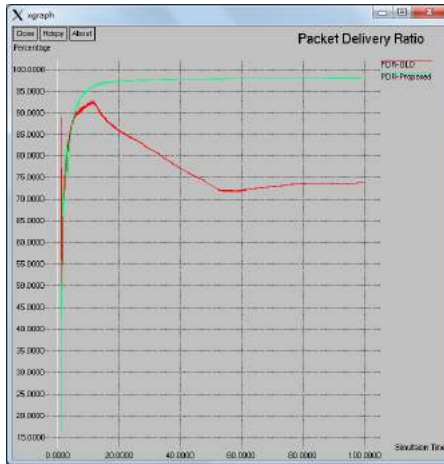 xgraph
Close Hdcpy About
Packet Delivery Ratio
Percentage
PDR-OLD
PDR-Proposed
100.0000
95.0000
90.0000
85.0000
80.0000
75.0000
70.0000
65.0000
60.0000
55.0000
50.0000
45.0000
40.0000
35.0000
30.0000
25.0000
20.0000
15.0000
0.0000 20.0000 40.0000 60.0000 80.0000 100.0000
Simultaion Time